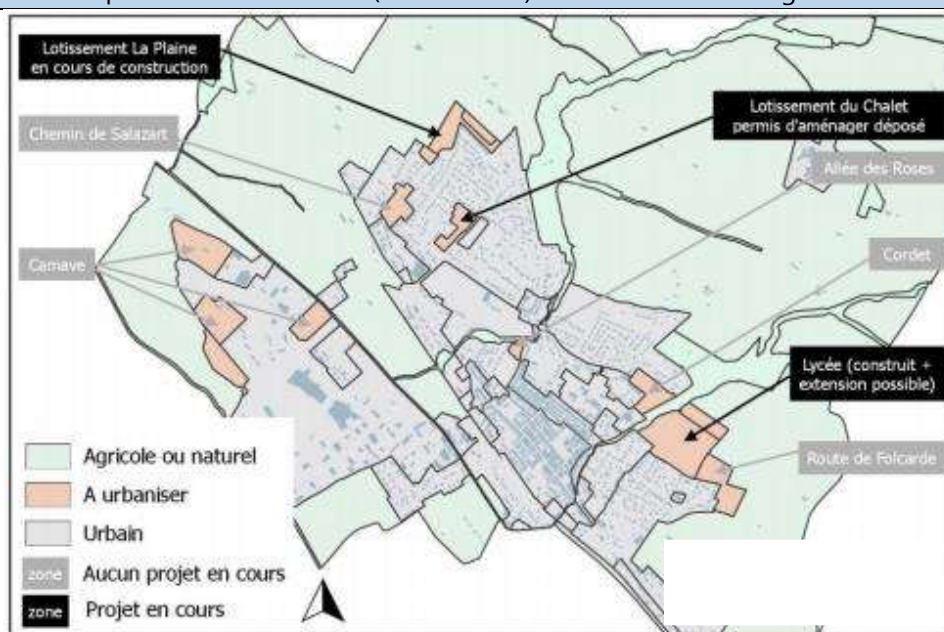 Lotissement La Plaine
en cours de construction
Chemin de Salazart
Lotissement du Chalet
permis d'aménager déposé
Allée des Roses
Camave
Cordet
Lycée (construit +
extension possible)
Route de Folcarde
Agricole ou naturel
A urbaniser
Urbain
zone Aucun projet en cours
zone Projet en cours